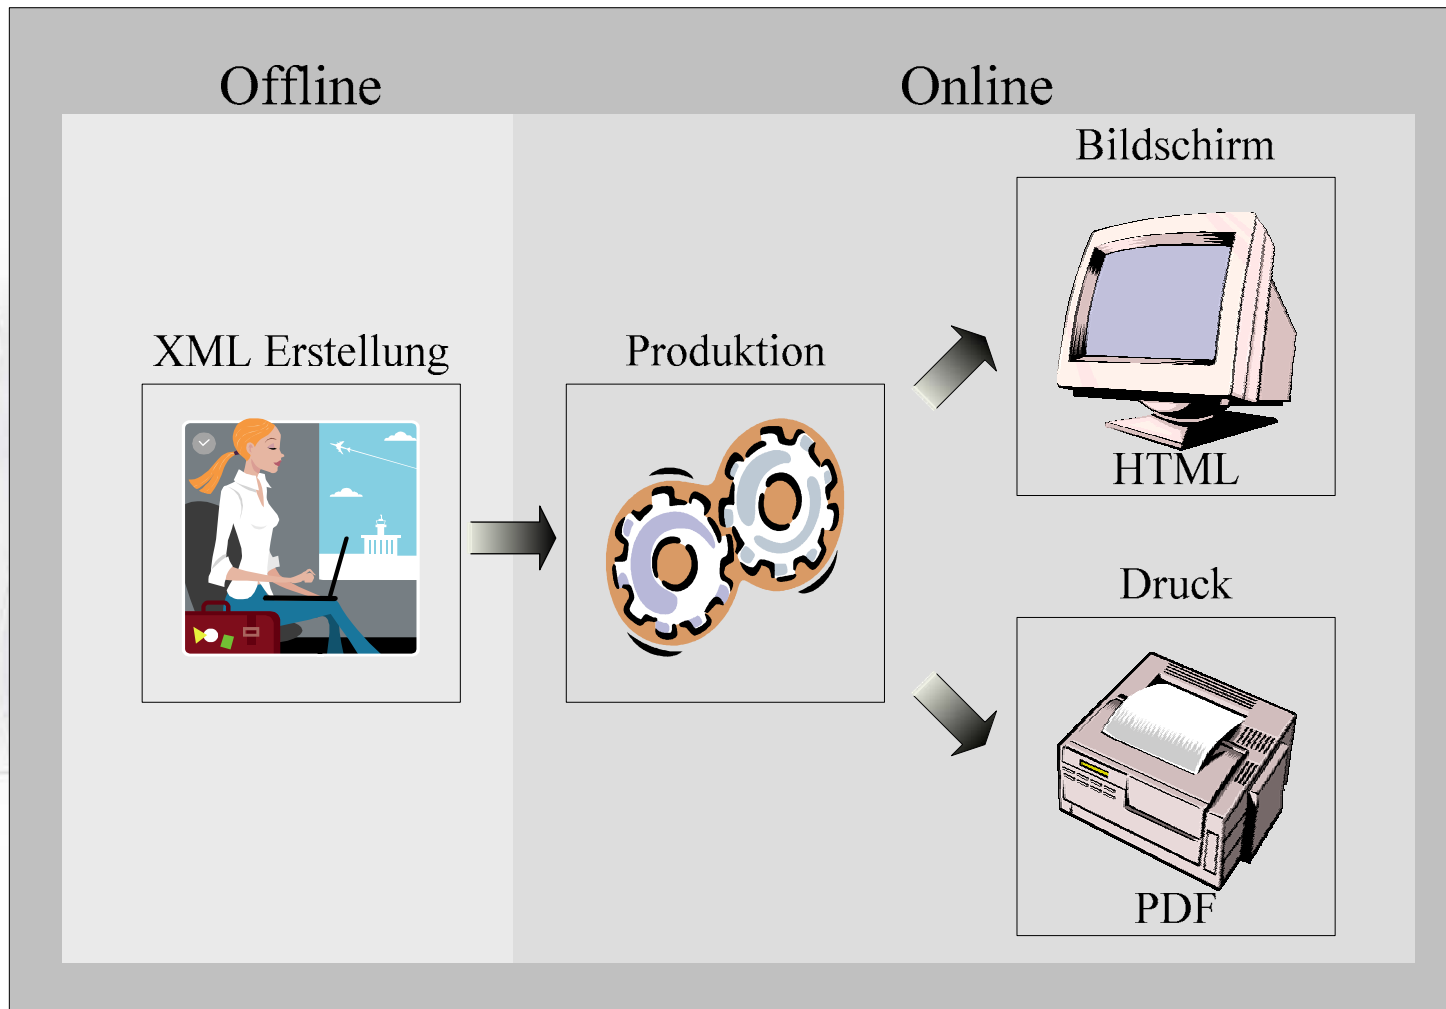 Offline
Online
XML Erstellung
Produktion
Bildschirm
HTML
Druck
PDF